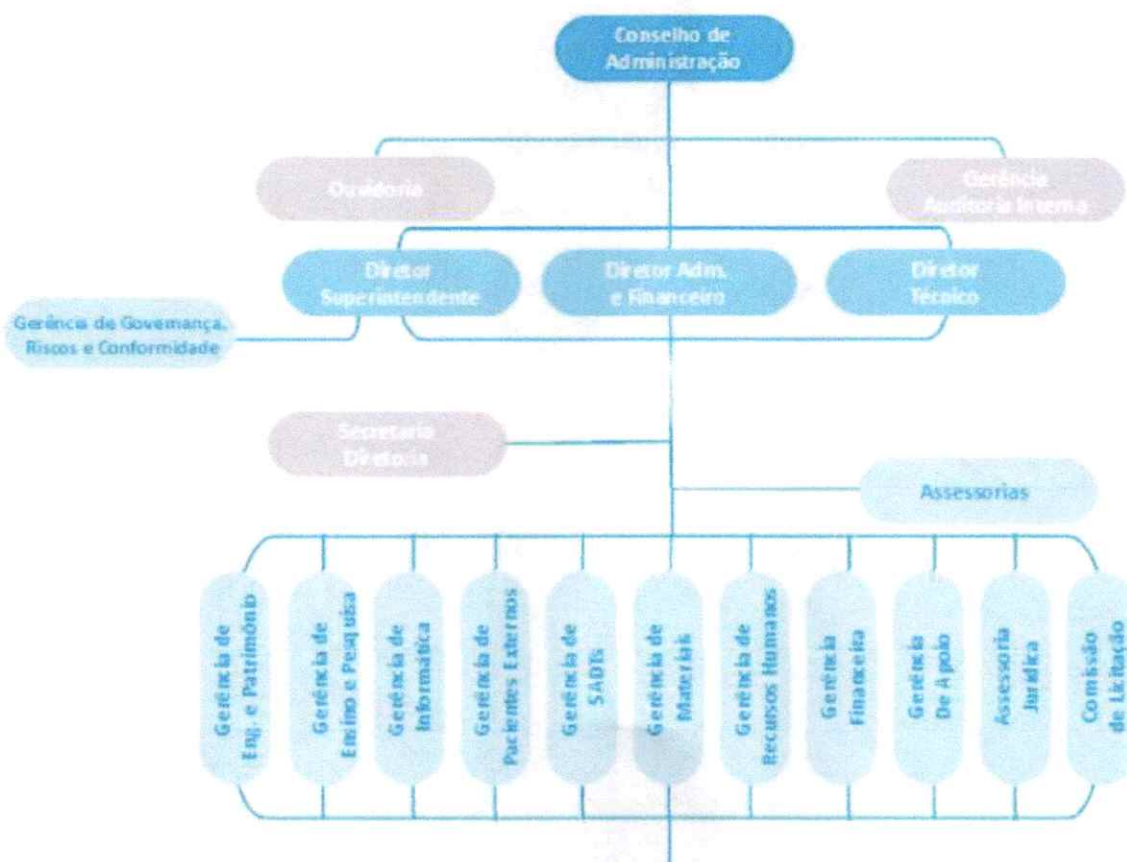 Conselho de
Administração
Ouvidoria
Gerência
Auditoria Interna
Diretor
Superintendente
Diretor Adm.
e Financeiro
Diretor
Técnico
Gerência de Governança,
Riscos e Conformidade
Secretaria
Diretoria
Assessorias
Gerência de
Eng. e Patrimônio
Gerência de
Ensino e Pesquisa
Gerência de
Informática
Gerência de
Pacientes Externos
Gerência de
SADTs
Gerência de
Materiais
Gerência de
Recursos Humanos
Gerência
Financeira
Gerência
De Apoio
Assessoria
Jurídica
Comissão
de Licitação